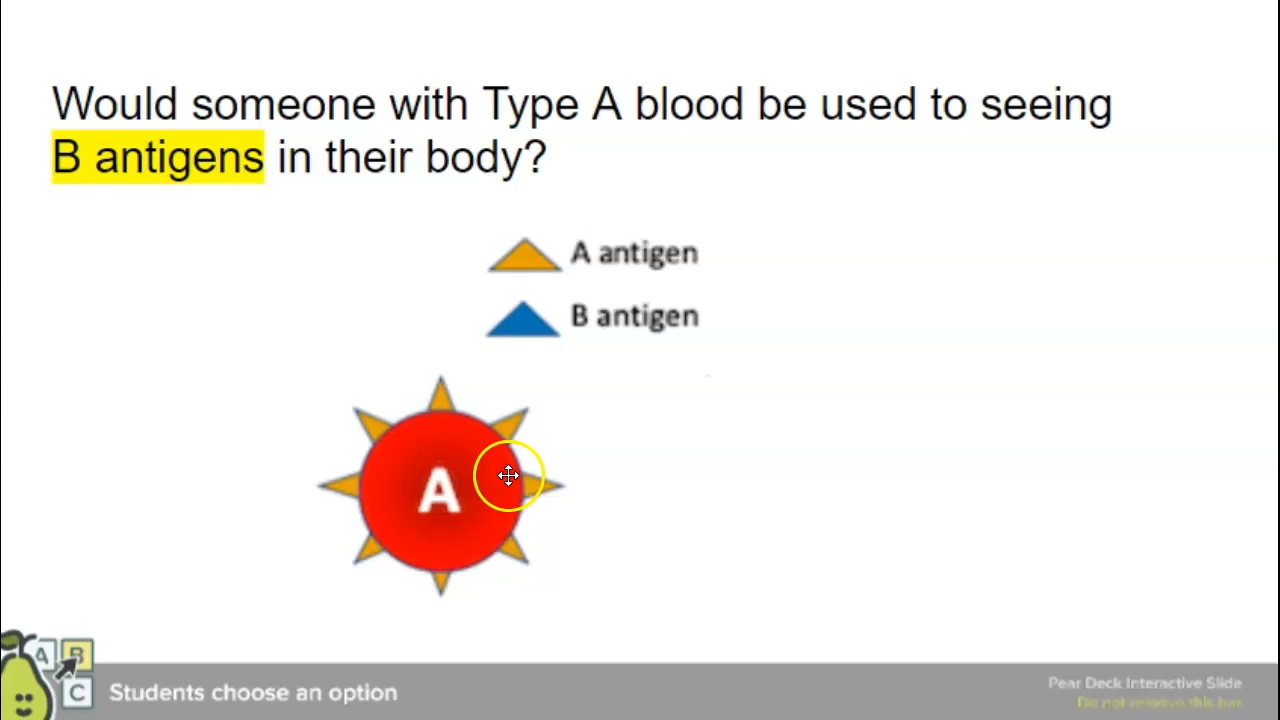 Would someone with Type A blood be used to seeing
B antigens in their body?
A antigen
B antigen
A
A B
C
Students choose an option
Pear Deck Interactive Slide
Do not remove this bar